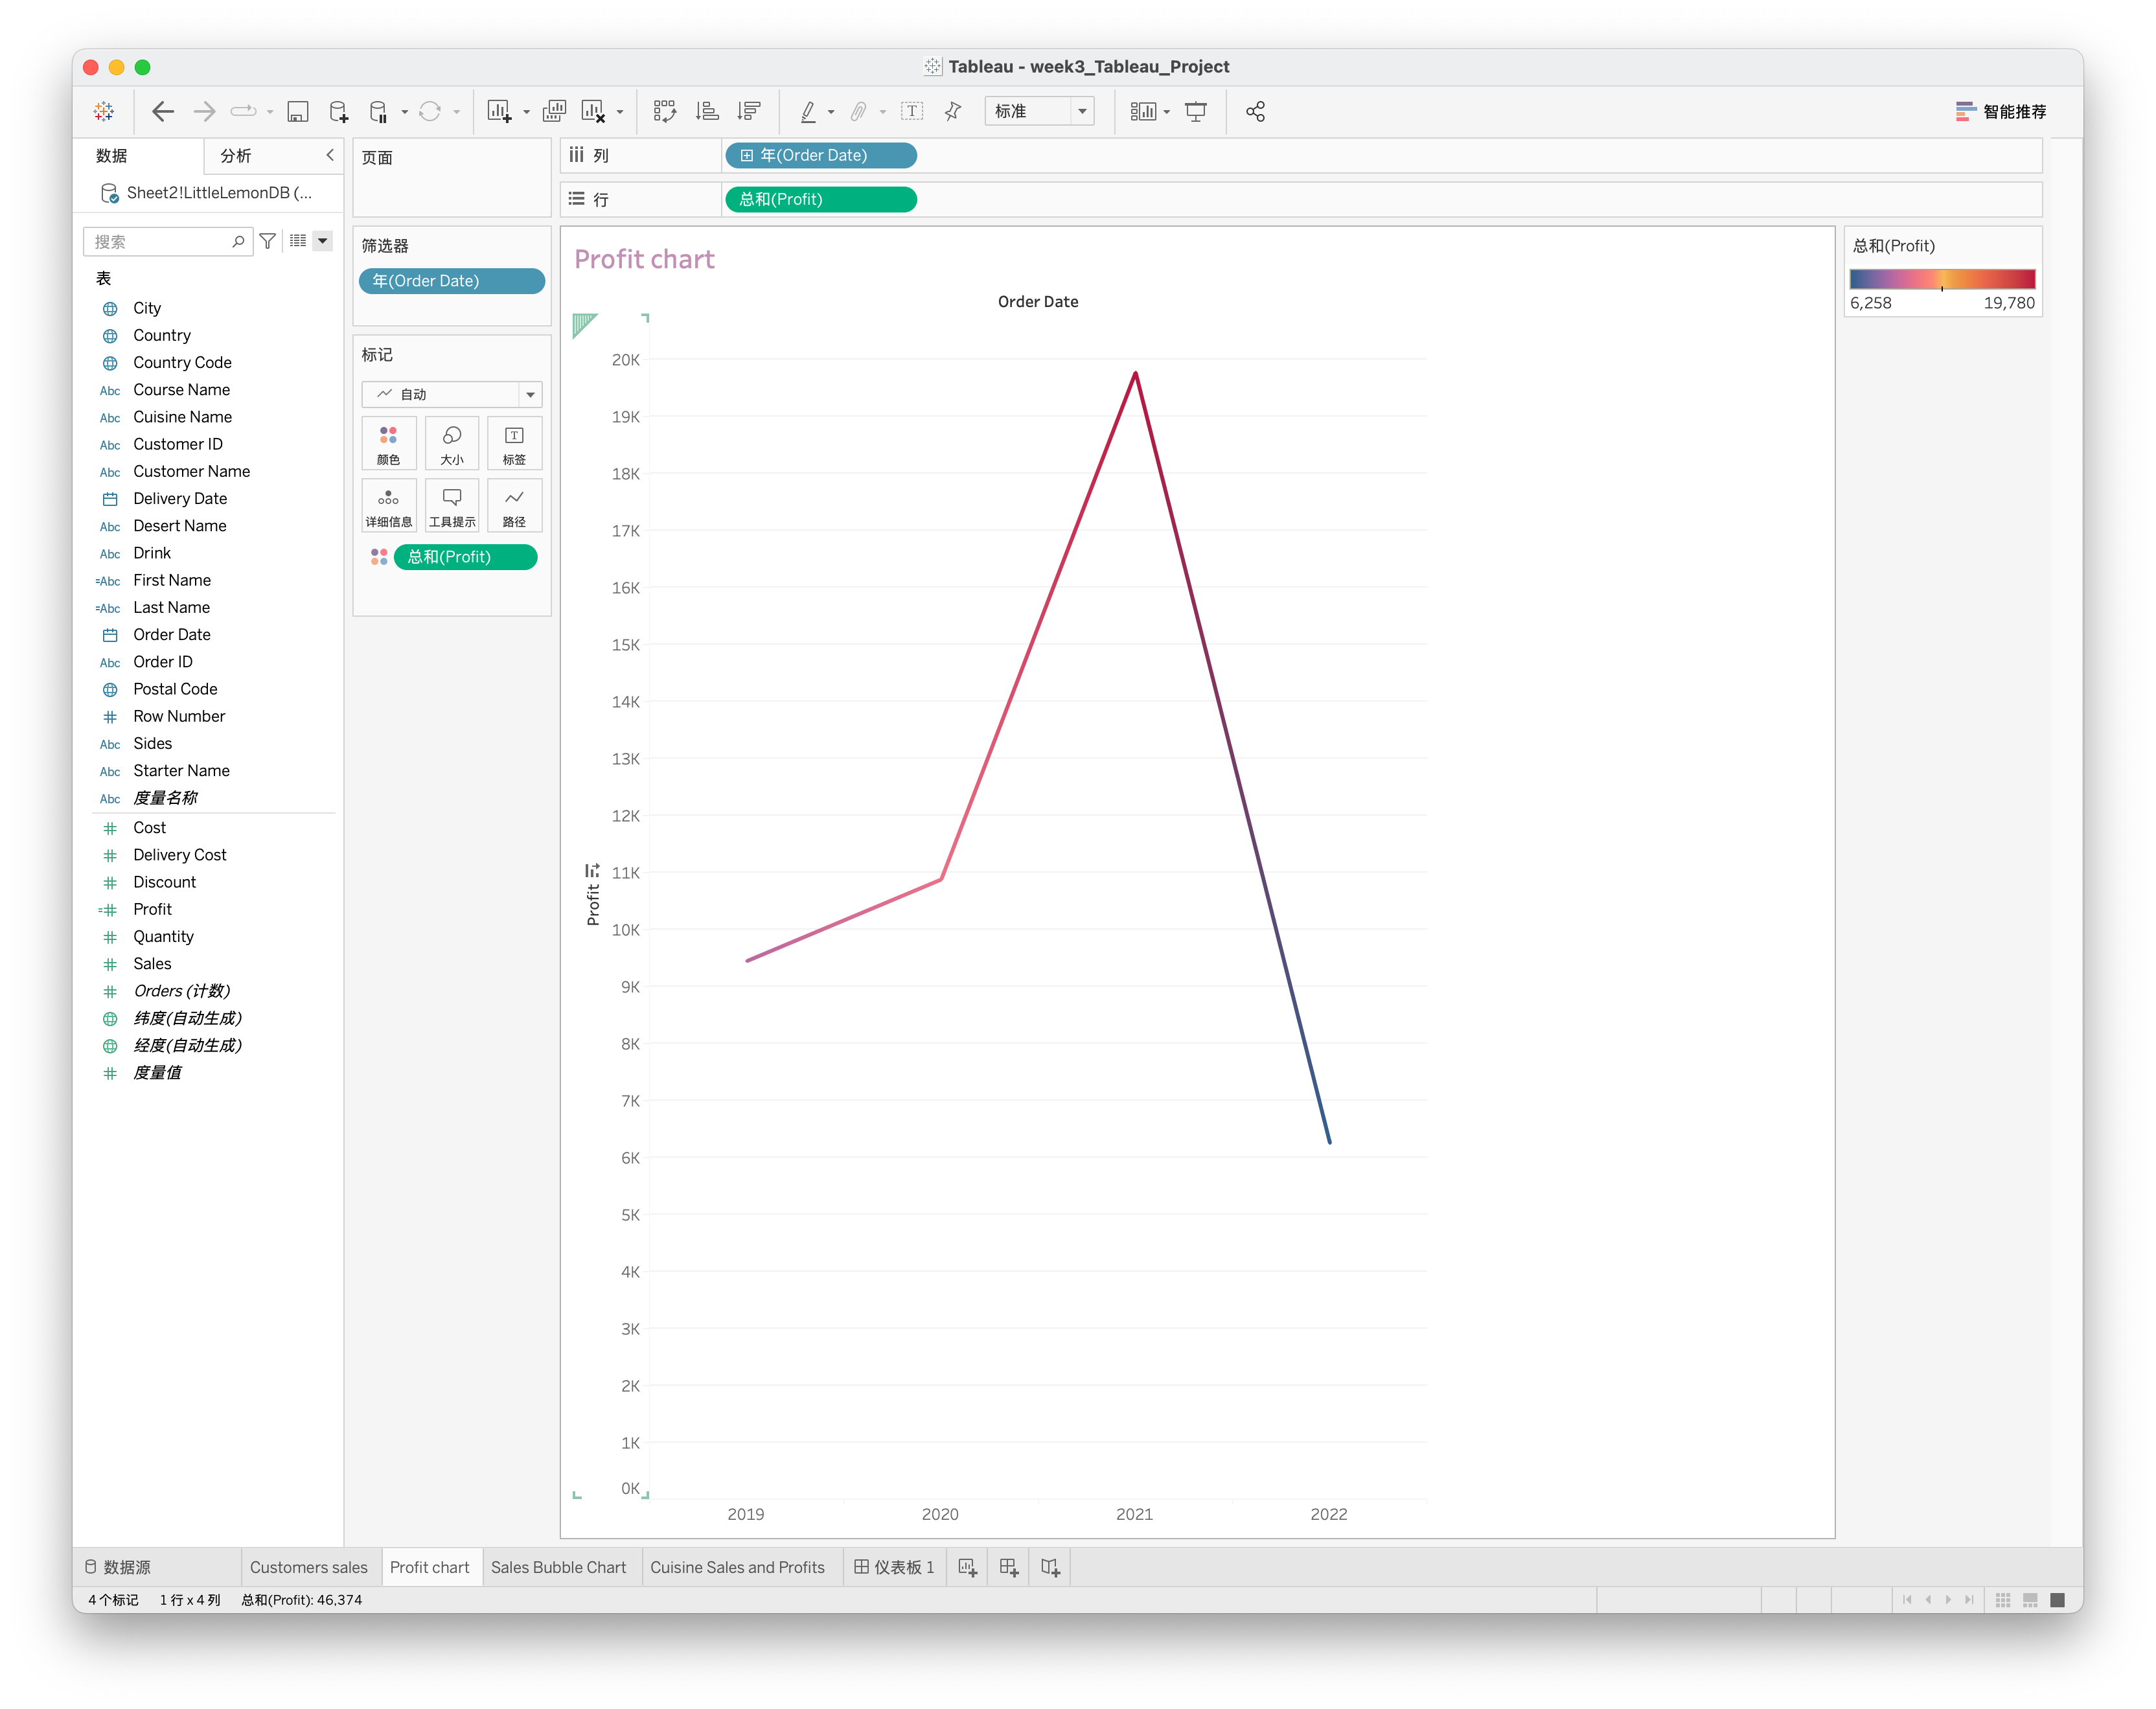 Tableau - week3_Tableau_Project
标准
智能推荐
数据
分析
Sheet2!LittleLemonDB (...
搜索
表
City
Country
Country Code
Abc Course Name
Abc Cuisine Name
Abc Customer ID
Abc Customer Name
Delivery Date
Abc Desert Name
Abc Drink
=Abc First Name
=Abc Last Name
Order Date
Abc Order ID
Postal Code
# Row Number
Abc Sides
Abc Starter Name
Abc 度量名称
# Cost
# Delivery Cost
# Discount
=# Profit
# Quantity
# Sales
# Orders (计数)
纬度(自动生成)
经度(自动生成)
# 度量值
页面
筛选器
年(Order Date)
标记
自动
颜色
大小
标签
详细信息
工具提示
路径
总和(Profit)
列
年(Order Date)
行
总和(Profit)
Profit chart
Order Date
20K
19K
18K
17K
16K
15K
14K
13K
12K
11K
10K
9K
8K
7K
6K
5K
4K
3K
2K
1K
0K
Profit
2019
2020
2021
2022
总和(Profit)
6,258
19,780
数据源
Customers sales
Profit chart
Sales Bubble Chart
Cuisine Sales and Profits
仪表板 1
4 个标记
1 行 x 4 列
总和(Profit): 46,374